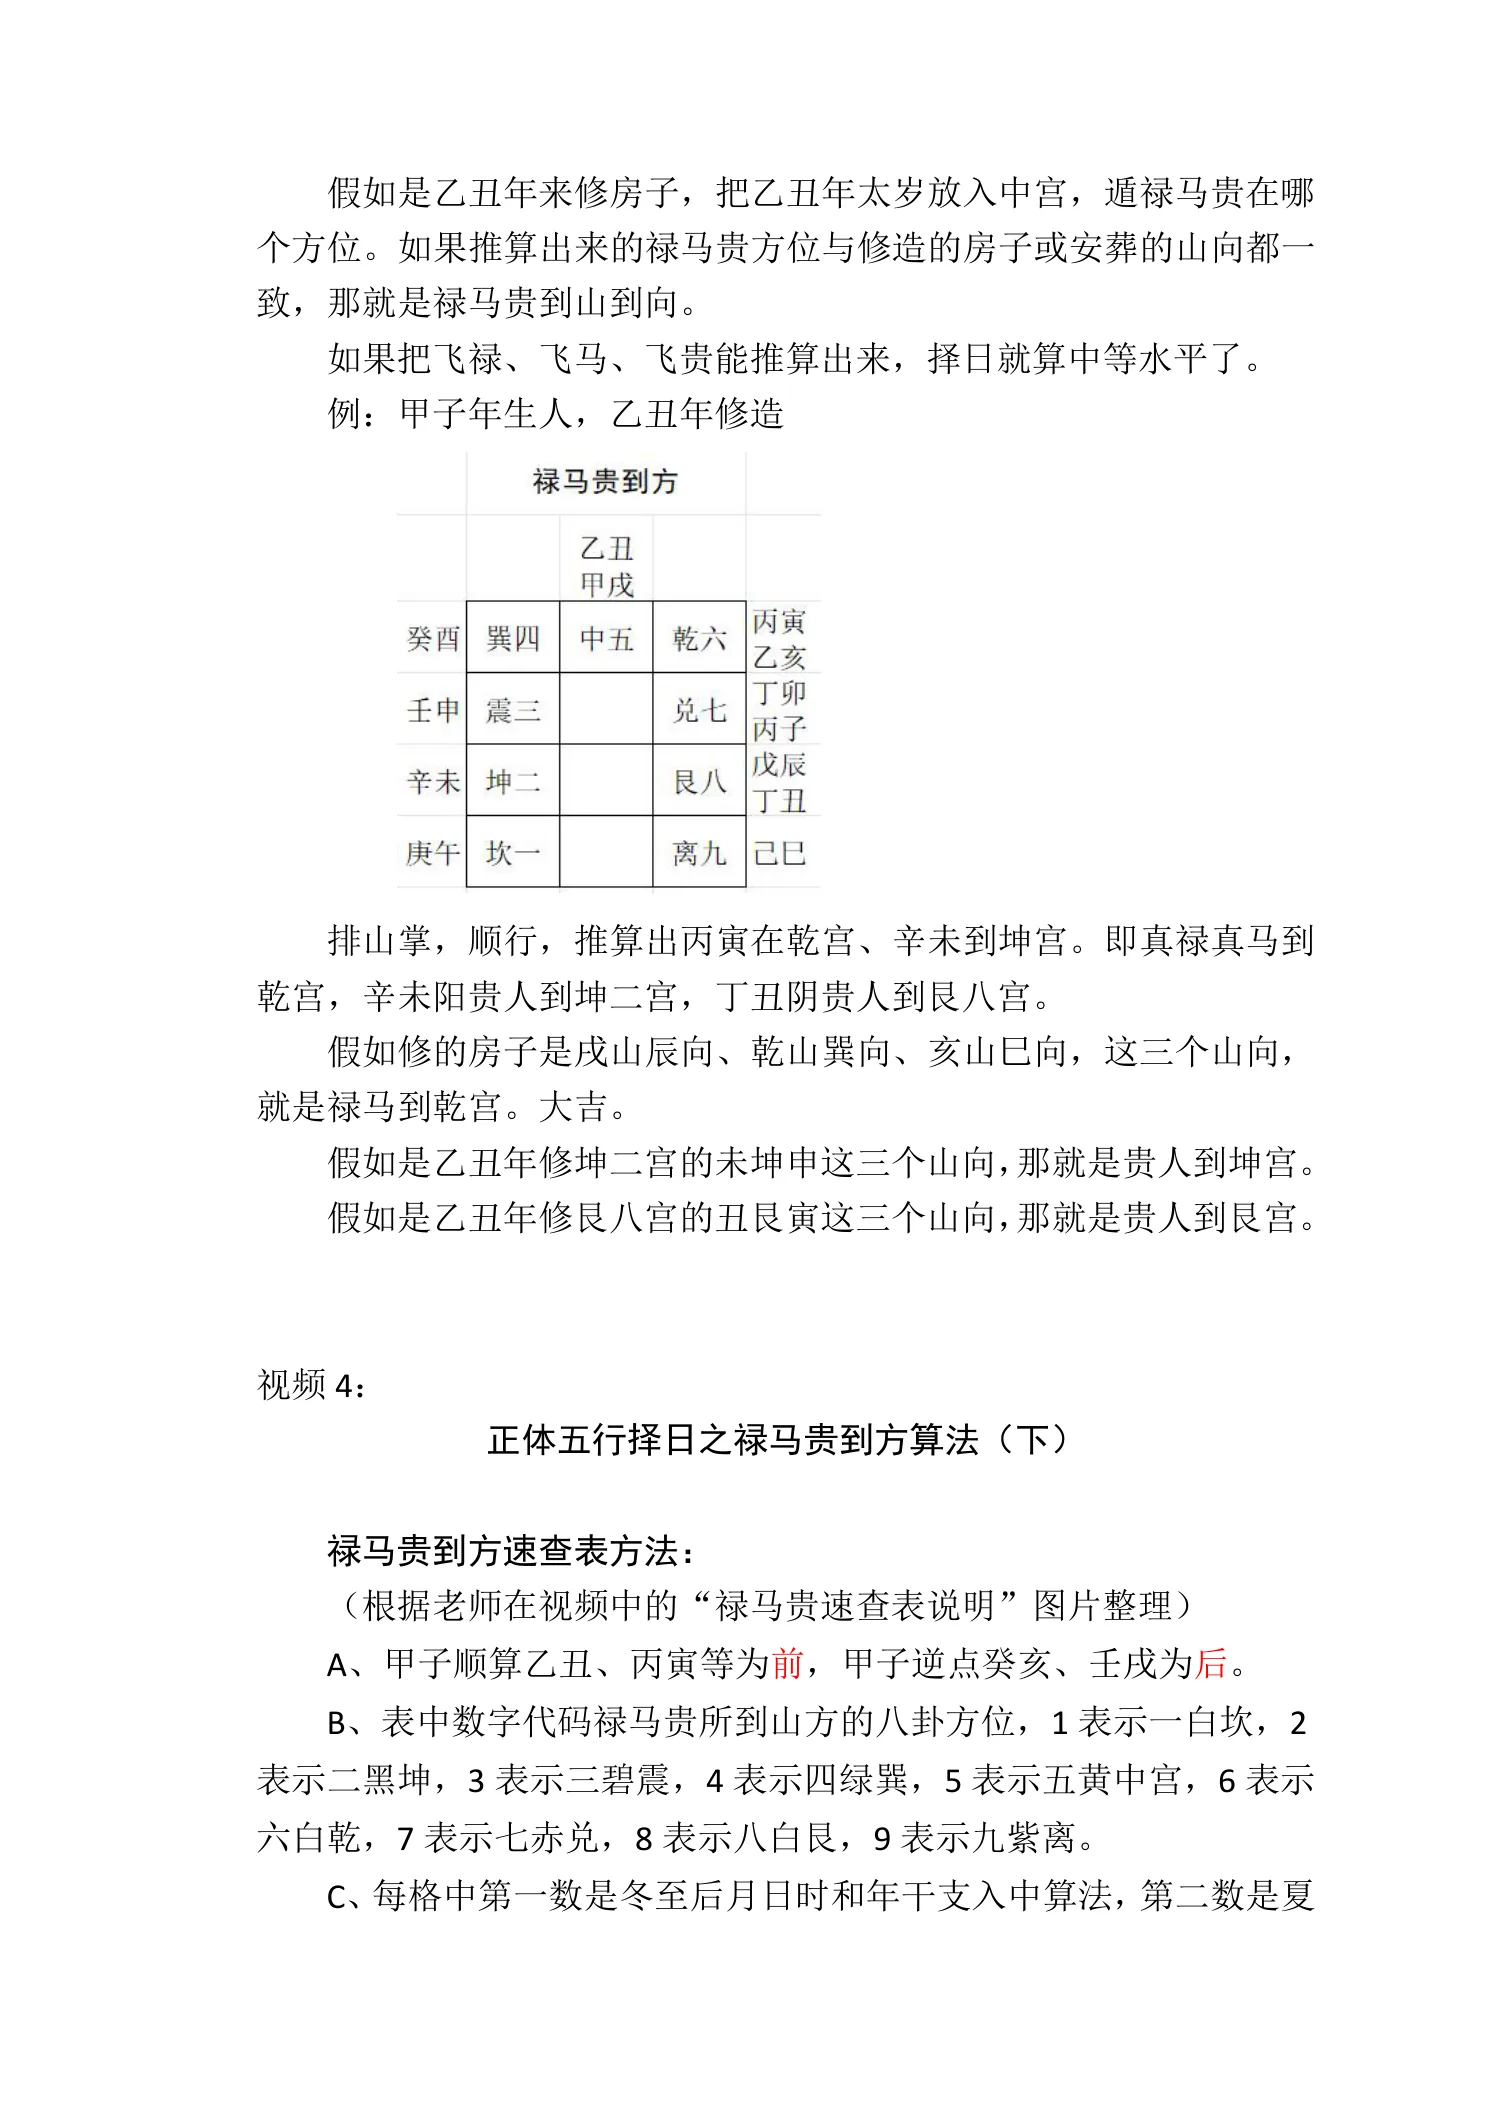 假如是乙丑年来修房子，把乙丑年太岁放入中宫，遁禄马贵在哪
个方位。如果推算出来的禄马贵方位与修造的房子或安葬的山向都一
致，那就是禄马贵到山到向。
如果把飞禄、飞马、飞贵能推算出来，择日就算中等水平了。
例：甲子年生人，乙丑年修造
禄马贵到方
乙丑
甲戌
癸酉 巽四 中五 乾六 丙寅 乙亥
壬申 震三 兑七 丁卯 丙子
辛未 坤二 艮八 戊辰 丁丑
庚午 坎一 离九 己巳
排山掌，顺行，推算出丙寅在乾宫、辛未到坤宫。即真禄真马到
乾宫，辛未阳贵人到坤二宫，丁丑阴贵人到艮八宫。
假如修的房子是戌山辰向、乾山巽向、亥山巳向，这三个山向，
就是禄马到乾宫。大吉。
假如是乙丑年修坤二宫的未坤申这三个山向，那就是贵人到坤宫。
假如是乙丑年修艮八宫的丑艮寅这三个山向，那就是贵人到艮宫。
视频 4：
正体五行择日之禄马贵到方算法（下）
禄马贵到方速查表方法：
（根据老师在视频中的“禄马贵速查表说明”图片整理）
A、甲子顺算乙丑、丙寅等为前，甲子逆点癸亥、壬戌为后。
B、表中数字代码禄马贵所到山方的八卦方位，1 表示一白坎，2
表示二黑坤，3 表示三碧震，4 表示四绿巽，5 表示五黄中宫，6 表示
六白乾，7 表示七赤兑，8 表示八白艮，9 表示九紫离。
C、每格中第一数是冬至后月日时和年干支入中算法，第二数是夏